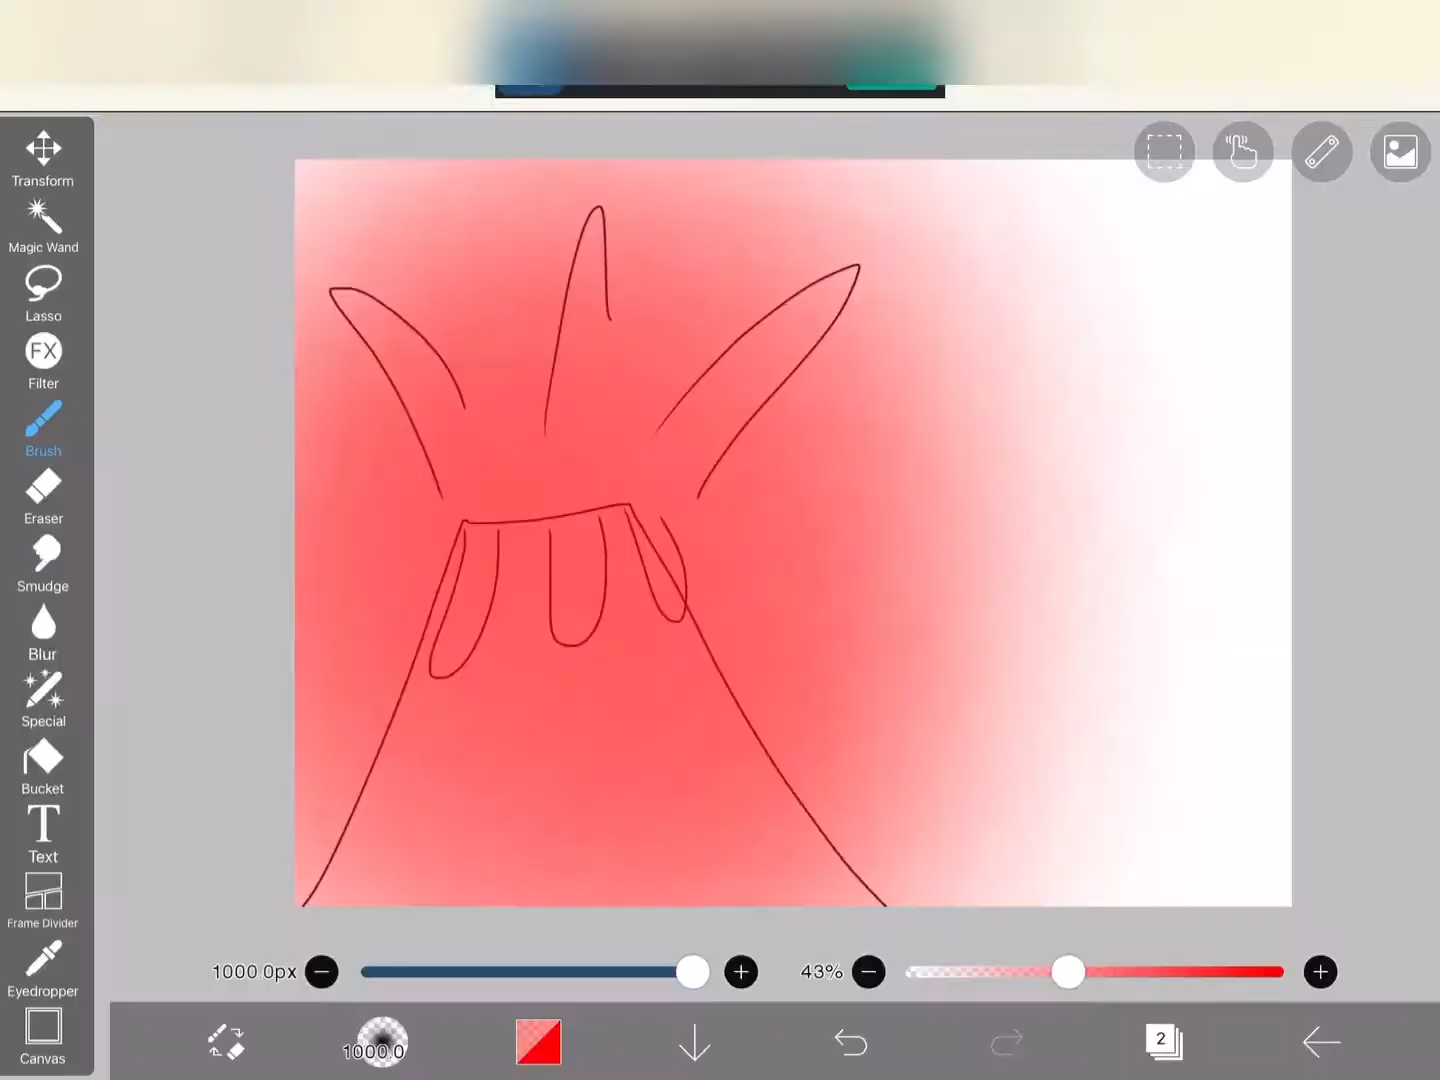 Transform
Magic Wand
Lasso
FX
Filter
Brush
Eraser
Smudge
Blur
Special
Bucket
T
Text
Frame Divider
Eyedropper
Canvas
1000.0px
43%
1000.0
2